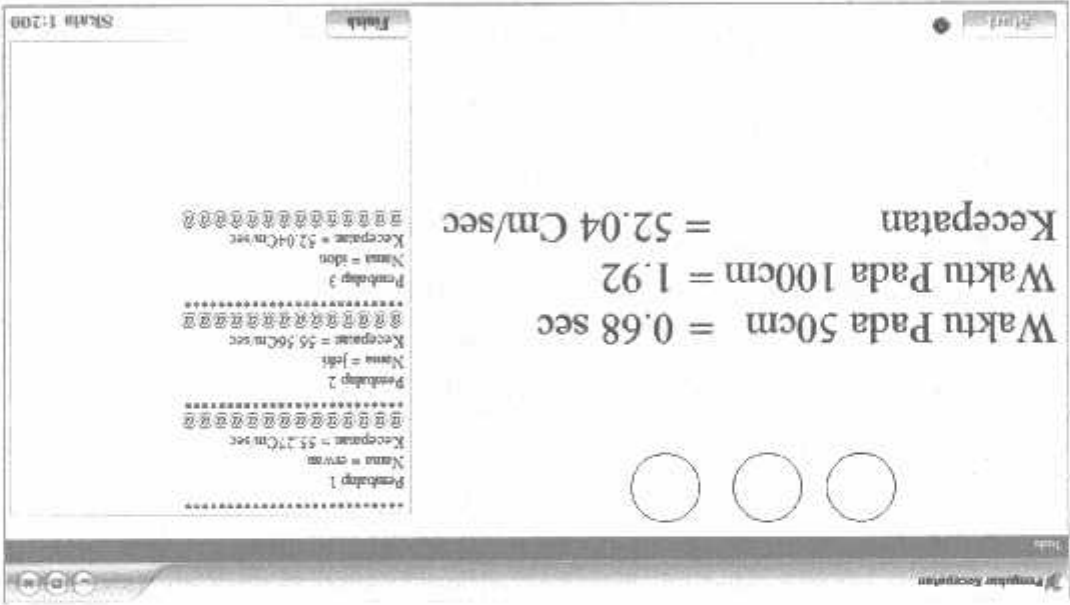 Pengukur Kecepatan
Waktu Pada 50cm = 0.68 sec
Waktu Pada 100cm = 1.92
Kecepatan = 52.04 Cm/sec
Start
**************************
Pembalap 1
Nama = erwan
Kecepatan = 55.27Cm/sec
@@@@@@@@@@@@@@
**************************
Pembalap 2
Nama = jefri
Kecepatan = 55.56Cm/sec
@@@@@@@@@@@@@@
**************************
Pembalap 3
Nama = idon
Kecepatan = 52.04Cm/sec
@@@@@@@@@@@@@@
Finish
Skala 1:200